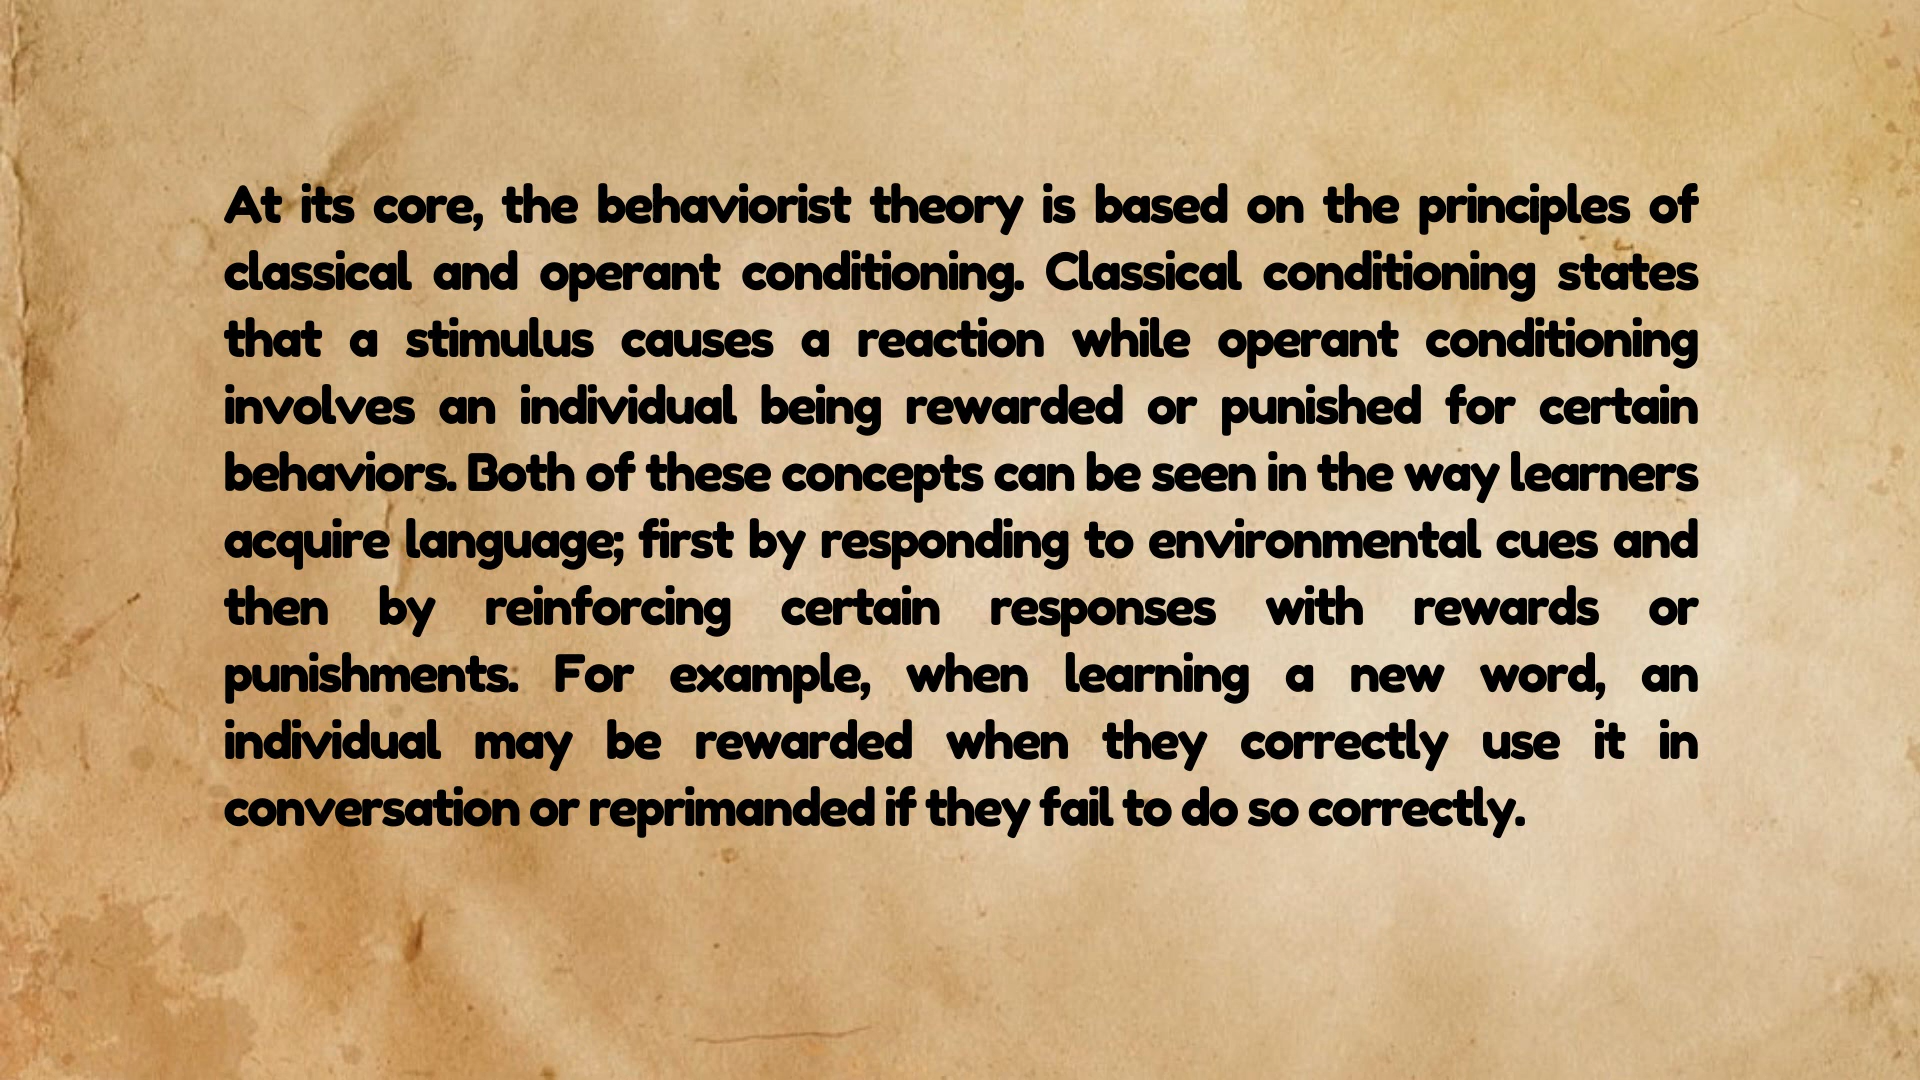 At its core, the behaviorist theory is based on the principles of
classical and operant conditioning. Classical conditioning states
that a stimulus causes a reaction while operant conditioning
involves an individual being rewarded or punished for certain
behaviors. Both of these concepts can be seen in the way learners
acquire language; first by responding to environmental cues and
then by reinforcing certain responses with rewards or
punishments. For example, when learning a new word, an
individual may be rewarded when they correctly use it in
conversation or reprimanded if they fail to do so correctly.